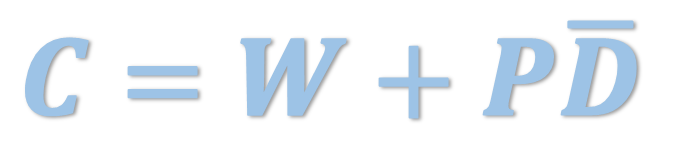 C = W + PD̅